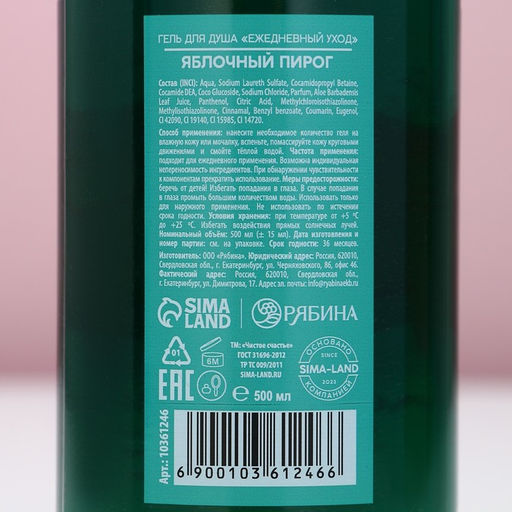 ГЕЛЬ ДЛЯ ДУША «ЕЖЕДНЕВНЫЙ УХОД»
ЯБЛОЧНЫЙ ПИРОГ
Состав (INCI): Aqua, Sodium Laureth Sulfate, Cocamidopropyl Betaine,
Cocamide DEA, Coco Glucoside, Sodium Chloride, Parfum, Aloe Barbadensis
Leaf Juice, Panthenol, Citric Acid, Methylchloroisothiazolinone,
Methylisothiazolinone, Cinnamal, Benzyl benzoate, Coumarin, Eugenol,
CI 42090, CI 19140, CI 15985, CI 14720.
Способ применения: нанесите необходимое количество геля на
влажную кожу или мочалку, вспеньте, помассируйте кожу круговыми
движениями и смойте тёплой водой. Частота применения:
подходит для ежедневного применения. Возможна индивидуальная
непереносимость ингредиентов. При обнаружении чувствительности
к компонентам прекратить использование. Меры предосторожности:
беречь от детей! Избегать попадания в глаза. В случае попадания
в глаза промыть большим количеством воды. Использовать только
для наружного применения. Не использовать по истечении
срока годности. Условия хранения: при температуре от +5 °C
до +25 °C. Избегать воздействия прямых солнечных лучей.
Номинальный объём: 500 мл (± 15 мл). Дата изготовления и
номер партии: см. на упаковке. Срок годности: 36 месяцев.
Изготовитель: ООО «Рябина». Юридический адрес: Россия, 620010,
Свердловская обл., г. Екатеринбург, ул. Черняховского, 86, офис 46.
Фактический адрес: Россия, 620010, Свердловская обл.,
г. Екатеринбург, ул. Димитрова, 17. Адрес эл. почты: info@ryabinaekb.ru
SIMA LAND
РЯБИНА
01
6M
ТМ: «Чистое счастье»
ГОСТ 31696-2012
ТР ТС 009/2011
SIMA-LAND.RU
ОСНОВАНО
SINCE
SIMA-LAND
2023
КОМПАНИЕЙ
EAC
e 500 мл
Арт.: 10361246
6 900103 612466